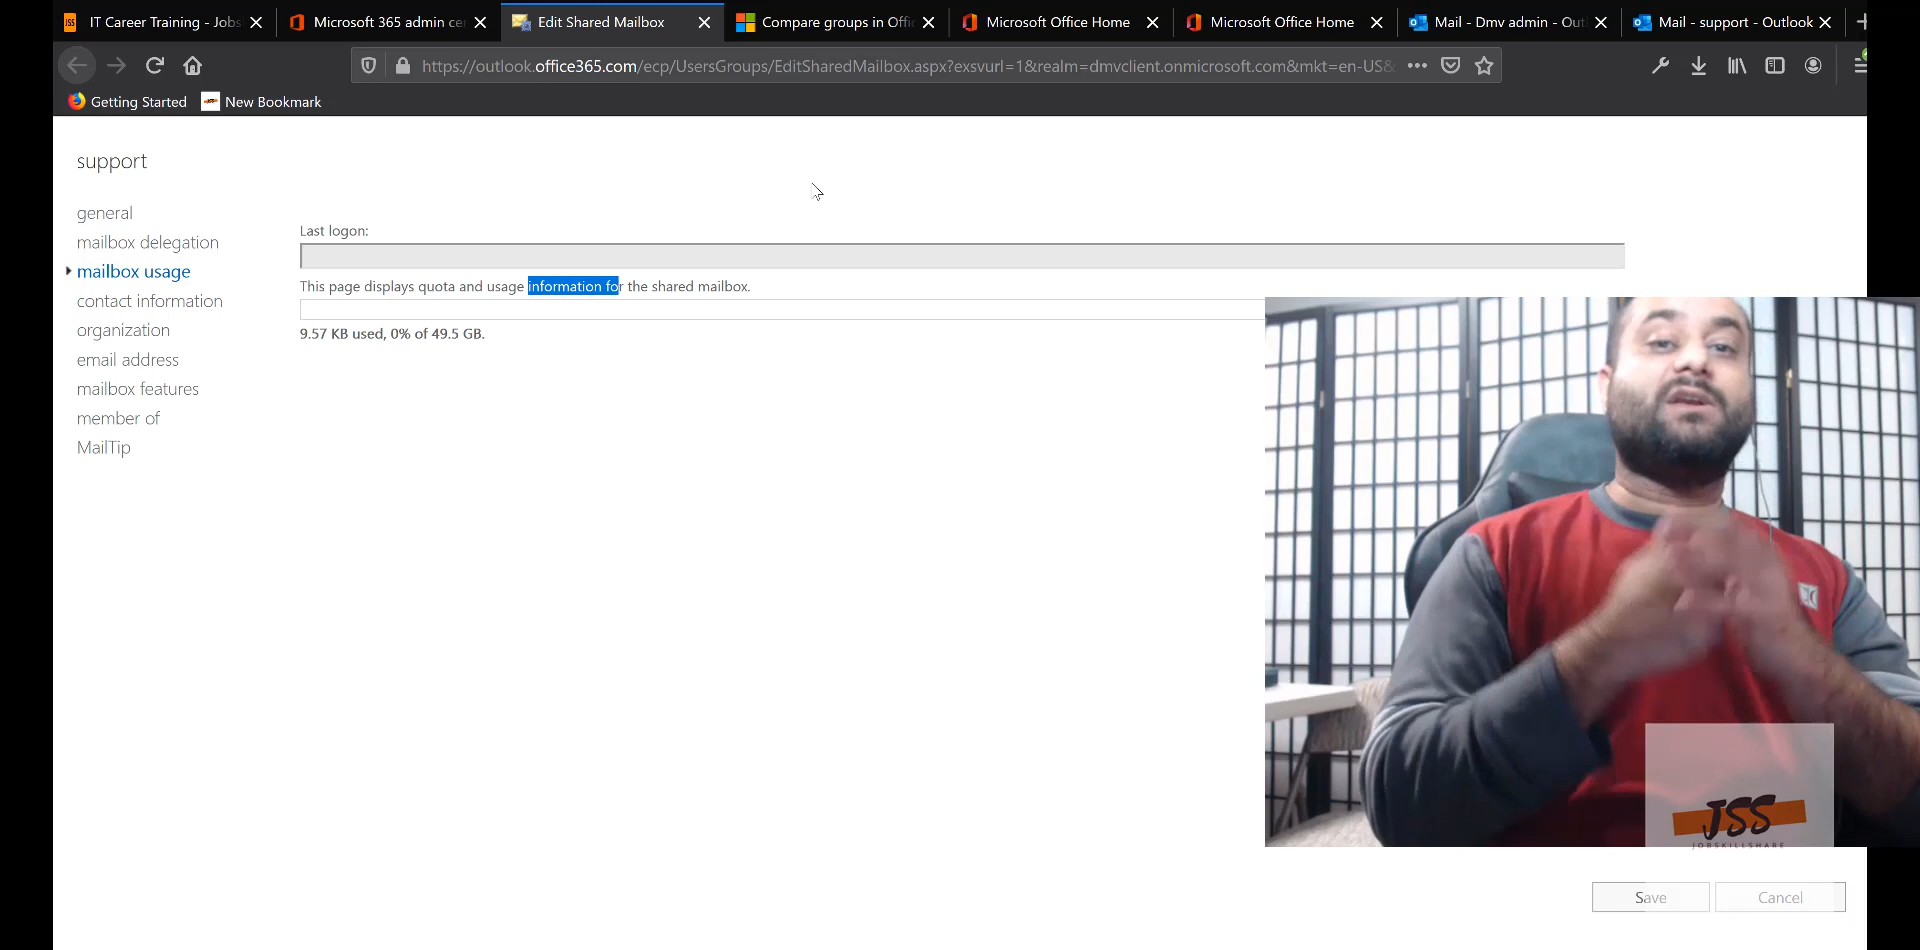 JSS IT Career Training - Jobs
Microsoft 365 admin ce
Edit Shared Mailbox
Compare groups in Offi
Microsoft Office Home
Microsoft Office Home
Mail - Dmv admin - Out
Mail - support - Outlook
https://outlook.office365.com/ecp/UsersGroups/EditSharedMailbox.aspx?exsvurl=1&realm=dmvclient.onmicrosoft.com&mkt=en-US&
Getting Started
New Bookmark
support
general
mailbox delegation
mailbox usage
contact information
organization
email address
mailbox features
member of
MailTip
Last logon:
This page displays quota and usage information for the shared mailbox.
9.57 KB used, 0% of 49.5 GB.
JSS
JOBSKILLSHARE
Save
Cancel